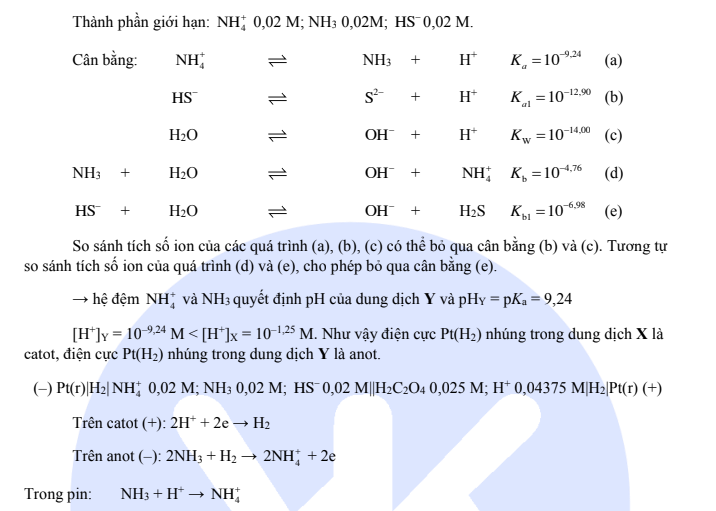 Thành phần giới hạn: NH₄⁺ 0,02 M; NH₃ 0,02M; HS⁻ 0,02 M.
Cân bằng: NH₄⁺ ⇌ NH₃ + H⁺ Kₐ = 10⁻⁹,²⁴ (a)
HS⁻ ⇌ S²⁻ + H⁺ Kₐ₁ = 10⁻¹²,⁹⁰ (b)
H₂O ⇌ OH⁻ + H⁺ K_W = 10⁻¹⁴,⁰⁰ (c)
NH₃ + H₂O ⇌ OH⁻ + NH₄⁺ K_b = 10⁻⁴,⁷⁶ (d)
HS⁻ + H₂O ⇌ OH⁻ + H₂S K_b1 = 10⁻⁶,⁹⁸ (e)
So sánh tích số ion của các quá trình (a), (b), (c) có thể bỏ qua cân bằng (b) và (c). Tương tự
so sánh tích số ion của quá trình (d) và (e), cho phép bỏ qua cân bằng (e).
→ hệ đệm NH₄⁺ và NH₃ quyết định pH của dung dịch Y và pH_Y = pKₐ = 9,24
[H⁺]_Y = 10⁻⁹,²⁴ M < [H⁺]_X = 10⁻¹,²⁵ M. Như vậy điện cực Pt(H₂) nhúng trong dung dịch X là
catot, điện cực Pt(H₂) nhúng trong dung dịch Y là anot.
(–) Pt(r)|H₂| NH₄⁺ 0,02 M; NH₃ 0,02 M; HS⁻ 0,02 M||H₂C₂O₄ 0,025 M; H⁺ 0,04375 M|H₂|Pt(r) (+)
Trên catot (+): 2H⁺ + 2e → H₂
Trên anot (–): 2NH₃ + H₂ → 2NH₄⁺ + 2e
Trong pin: NH₃ + H⁺ → NH₄⁺